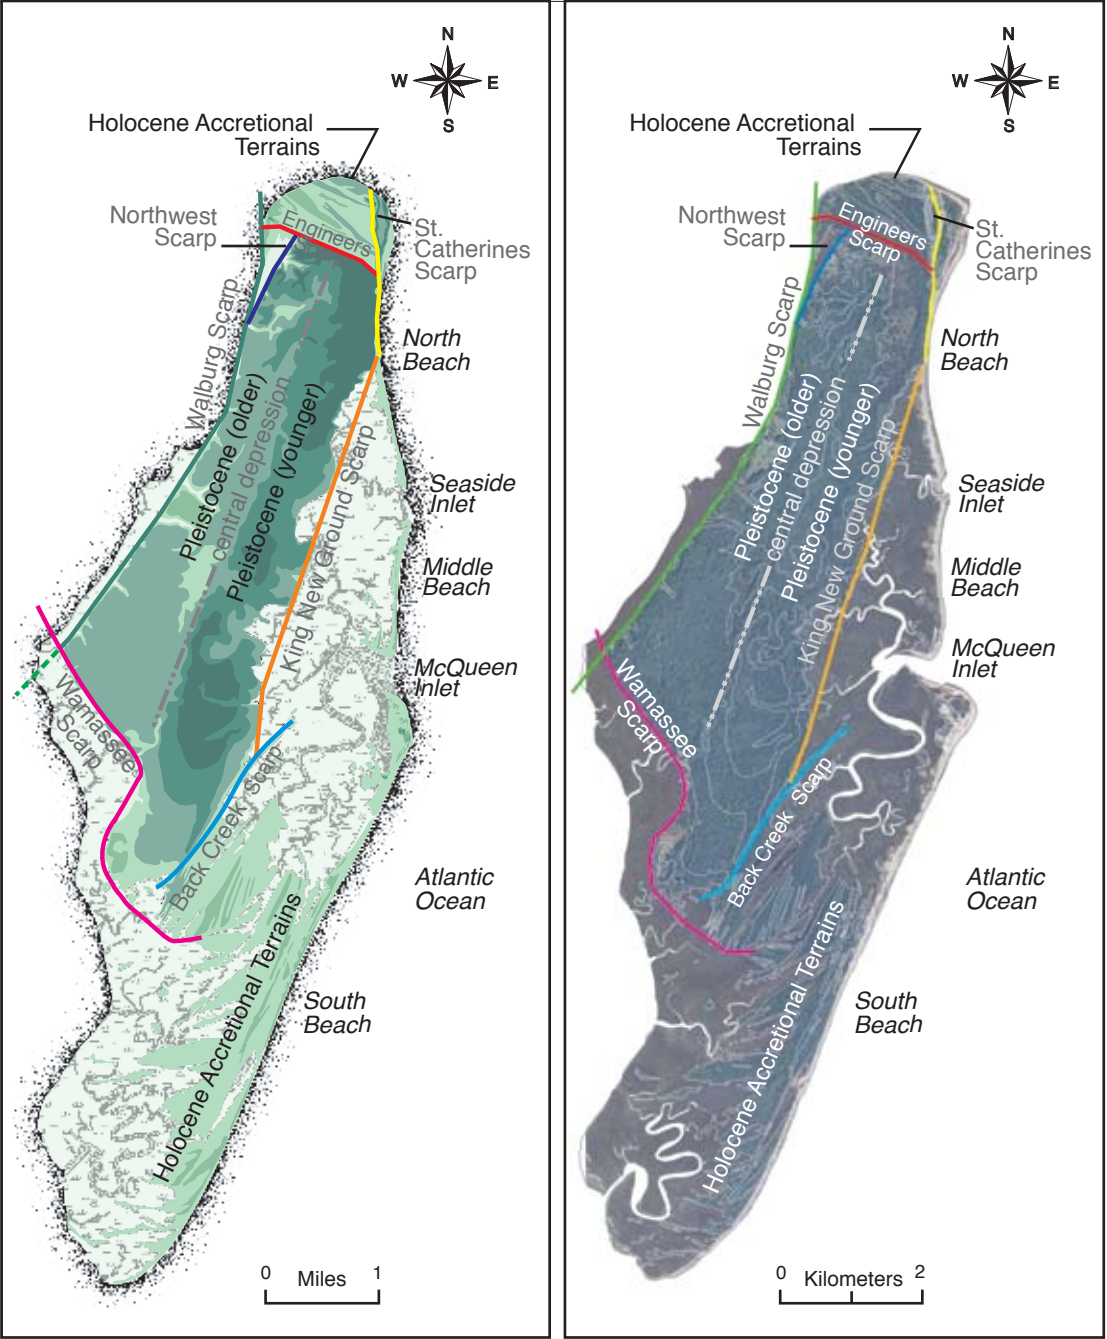 N
W
E
S
Holocene Accretional
Terrains
Northwest
Scarp
Engineers
St.
Catherines
Scarp
Walburg Scarp
North
Beach
Pleistocene (older)
central depression
Pleistocene (younger)
King New Ground Scarp
Seaside
Inlet
Middle
Beach
McQueen
Inlet
Wamassee
Scarp
Back Creek Scarp
Atlantic
Ocean
Holocene Accretional Terrains
South
Beach
0
Miles
1
N
W
E
S
Holocene Accretional
Terrains
Northwest
Scarp
Engineers
Scarp
St.
Catherines
Scarp
Walburg Scarp
North
Beach
Pleistocene (older)
central depression
Pleistocene (younger)
King New Ground Scarp
Seaside
Inlet
Middle
Beach
McQueen
Inlet
Wamassee
Scarp
Back Creek Scarp
Atlantic
Ocean
Holocene Accretional Terrains
South
Beach
0
Kilometers
2